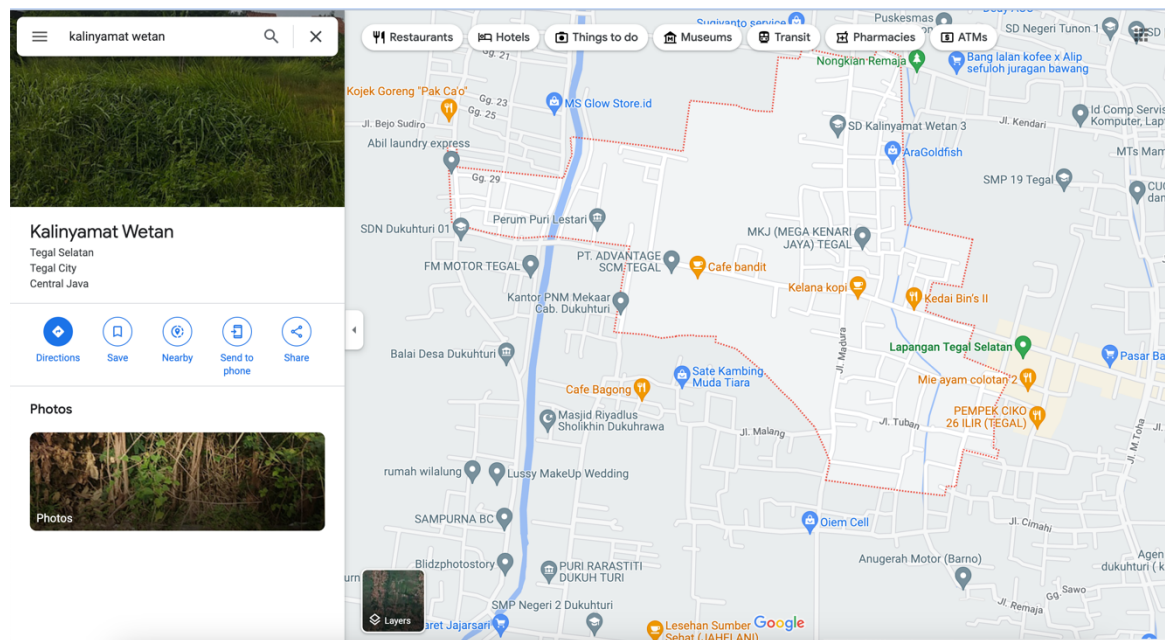 kalinyamat wetan
Kalinyamat Wetan
Tegal Selatan
Tegal City
Central Java
Directions
Save
Nearby
Send to
phone
Share
Photos
Photos
Restaurants
Hotels
Things to do
Museums
Transit
Pharmacies
ATMs
Sugiyanto service
Puskesmas
SD Negeri Tunon 1
Gg. 21
Nongkian Remaja
Bang lalan kofee x Alip
sefuloh juragan bawang
Kojek Goreng "Pak Ca'o"
Gg. 23
Gg. 25
MS Glow Store.id
Jl. Bejo Sudiro
SD Kalinyamat Wetan 3
Jl. Kendari
Id Comp Servis
Komputer, Lap
Abil laundry express
AraGoldfish
MTs Mam
Gg. 29
SMP 19 Tegal
Perum Puri Lestari
SDN Dukuhturi 01
MKJ (MEGA KENARI
JAYA) TEGAL
FM MOTOR TEGAL
PT. ADVANTAGE
SCM TEGAL
Cafe bandit
Kelana kopi
Kedai Bin's II
Kantor PNM Mekaar
Cab. Dukuhturi
Jl. Madura
Lapangan Tegal Selatan
Balai Desa Dukuhturi
Pasar Ba
Sate Kambing
Muda Tiara
Cafe Bagong
Mie ayam colotan 2
PEMPEK CIKO
26 ILIR (TEGAL)
Masjid Riyadlus
Sholikhin Dukuhrawa
Jl. Malang
Jl. Tuban
Jl. M.Toha
rumah wilalung
Lussy MakeUp Wedding
SAMPURNA BC
Oiem Cell
Jl. Cimahi
Blidzphotostory
PURI RARASTITI
DUKUH TURI
Anugerah Motor (Barno)
Agen
dukuhturi ( k
Gg. Sawo
Jl. Remaja
SMP Negeri 2 Dukuhturi
Layers
aret Jajarsari
Lesehan Sumber
Sehat (JAHELANI)
Google